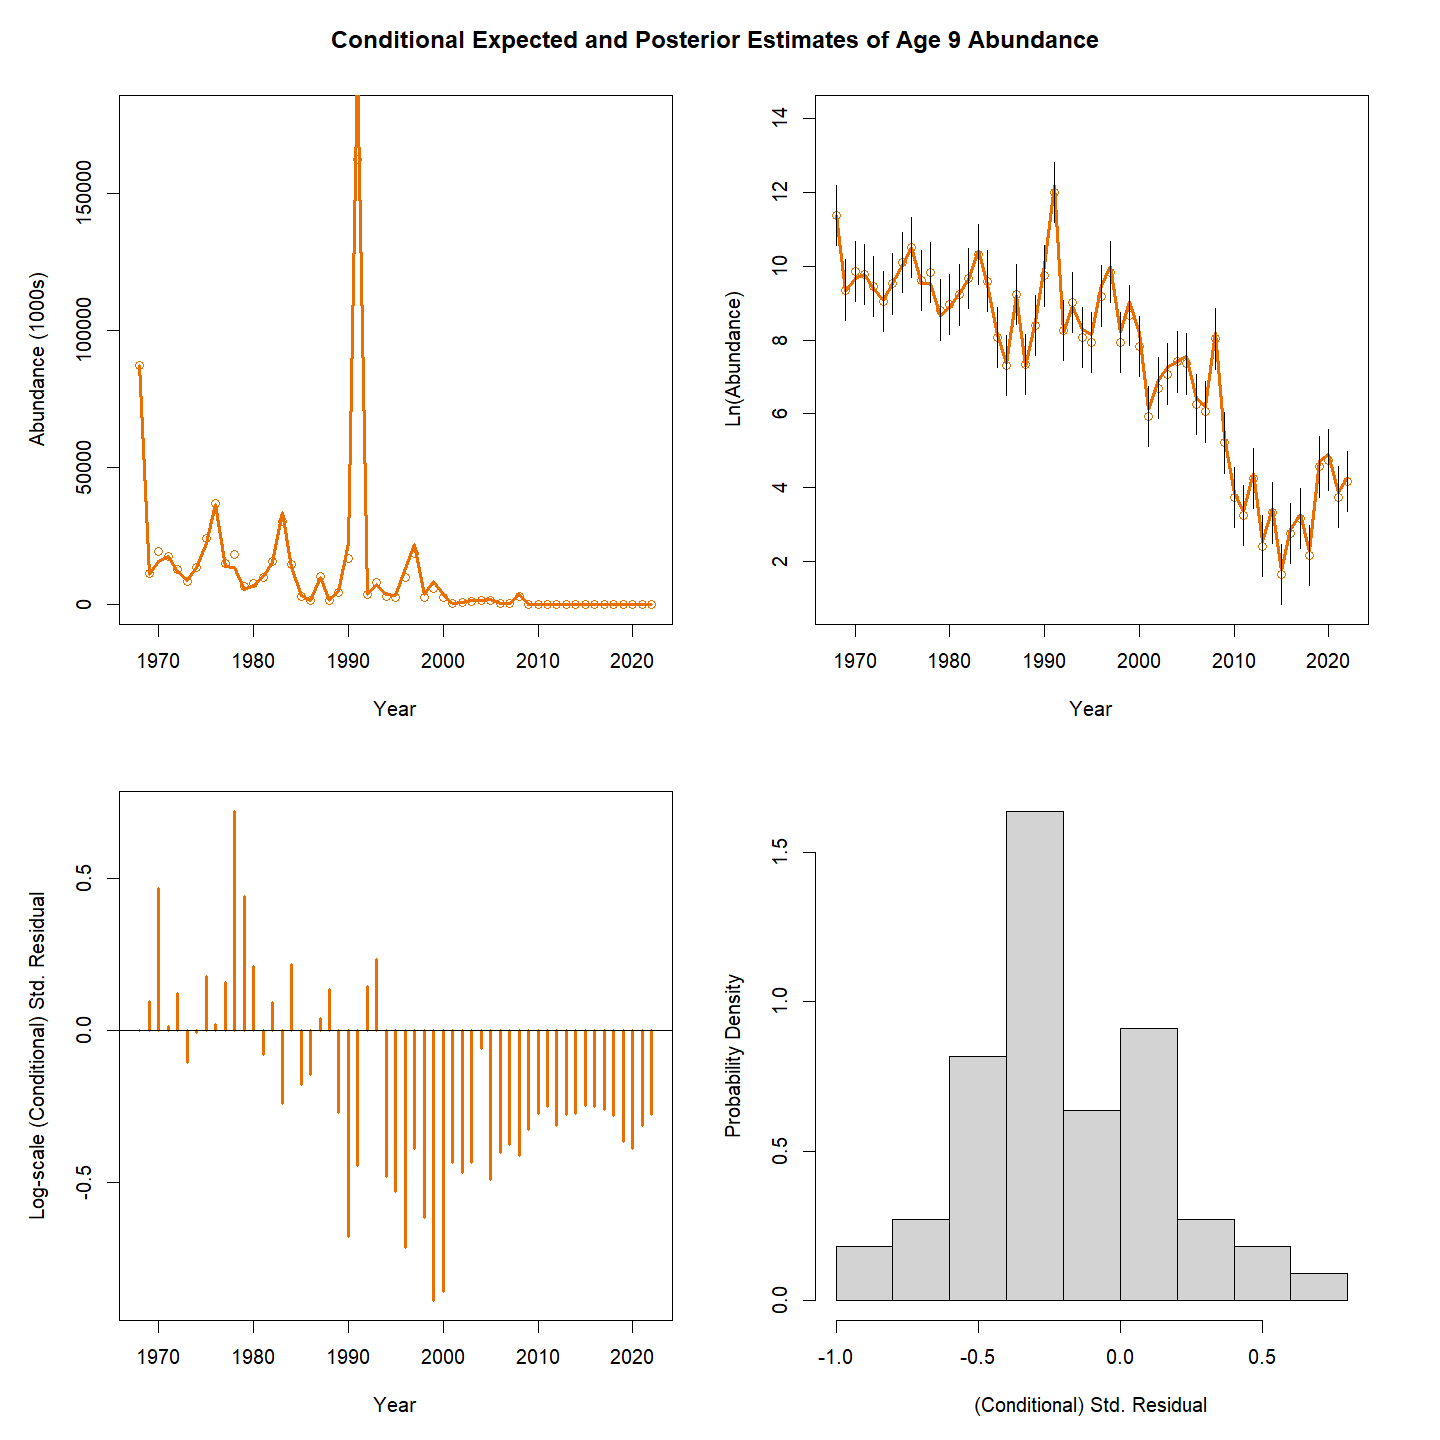 Conditional Expected and Posterior Estimates of Age 9 Abundance
Abundance (1000s)
150000
100000
50000
0
1970 1980 1990 2000 2010 2020
Year
Ln(Abundance)
14
12
10
8
6
4
2
1970 1980 1990 2000 2010 2020
Year
Log-scale (Conditional) Std. Residual
0.5
0.0
-0.5
1970 1980 1990 2000 2010 2020
Year
Probability Density
1.5
1.0
0.5
0.0
-1.0 -0.5 0.0 0.5
(Conditional) Std. Residual